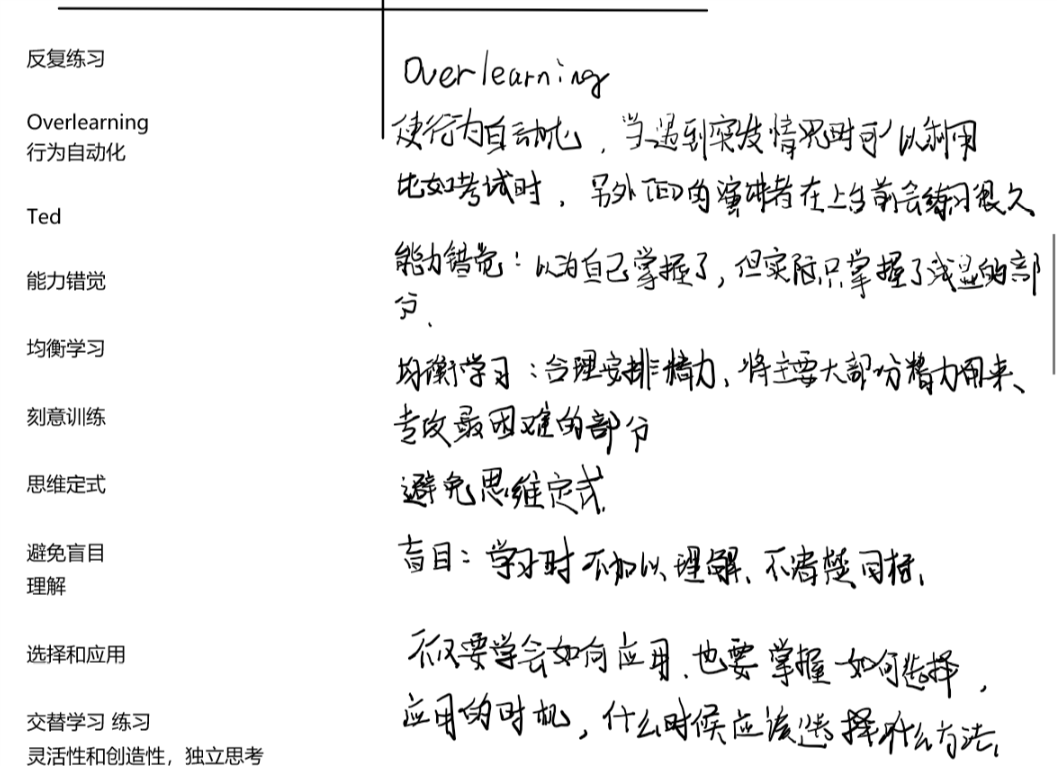 反复练习
Overlearning
Overlearning
行为自动化
使行为自动化,当遇到突发情况时可以利用
比如考试时,另外TED的演讲者在上台前会练习很久
Ted
能力错觉
能力错觉:以为自己掌握了,但实际只掌握了浅显的部
分.
均衡学习
均衡学习:合理安排精力、将主要大部分精力用来、
刻意训练
专攻最困难的部分
思维定式
避免思维定式.
避免盲目
理解
盲目:学习时不加以理解、不清楚目标,
选择和应用
不仅要学会如何应用.也要掌握如何选择,
应用的时机,什么时候应该选择什么方法,
交替学习 练习
灵活性和创造性,独立思考